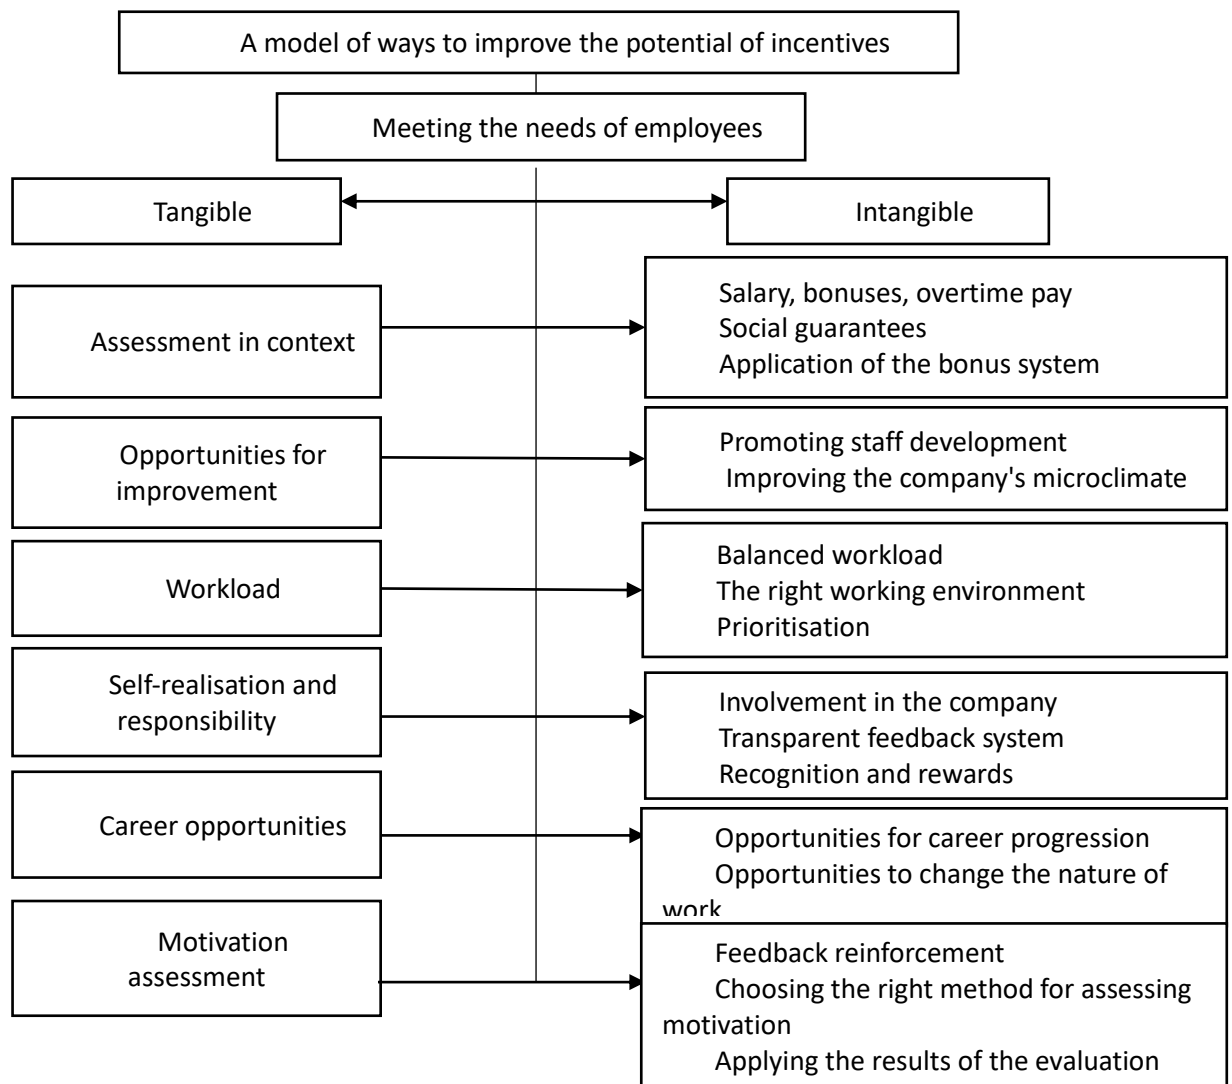 A model of ways to improve the potential of incentives
Meeting the needs of employees
Tangible
Intangible
Assessment in context
Salary, bonuses, overtime pay
Social guarantees
Application of the bonus system
Opportunities for
improvement
Promoting staff development
Improving the company's microclimate
Workload
Balanced workload
The right working environment
Prioritisation
Self-realisation and
responsibility
Involvement in the company
Transparent feedback system
Recognition and rewards
Career opportunities
Opportunities for career progression
Opportunities to change the nature of
work
Motivation
assessment
Feedback reinforcement
Choosing the right method for assessing
motivation
Applying the results of the evaluation